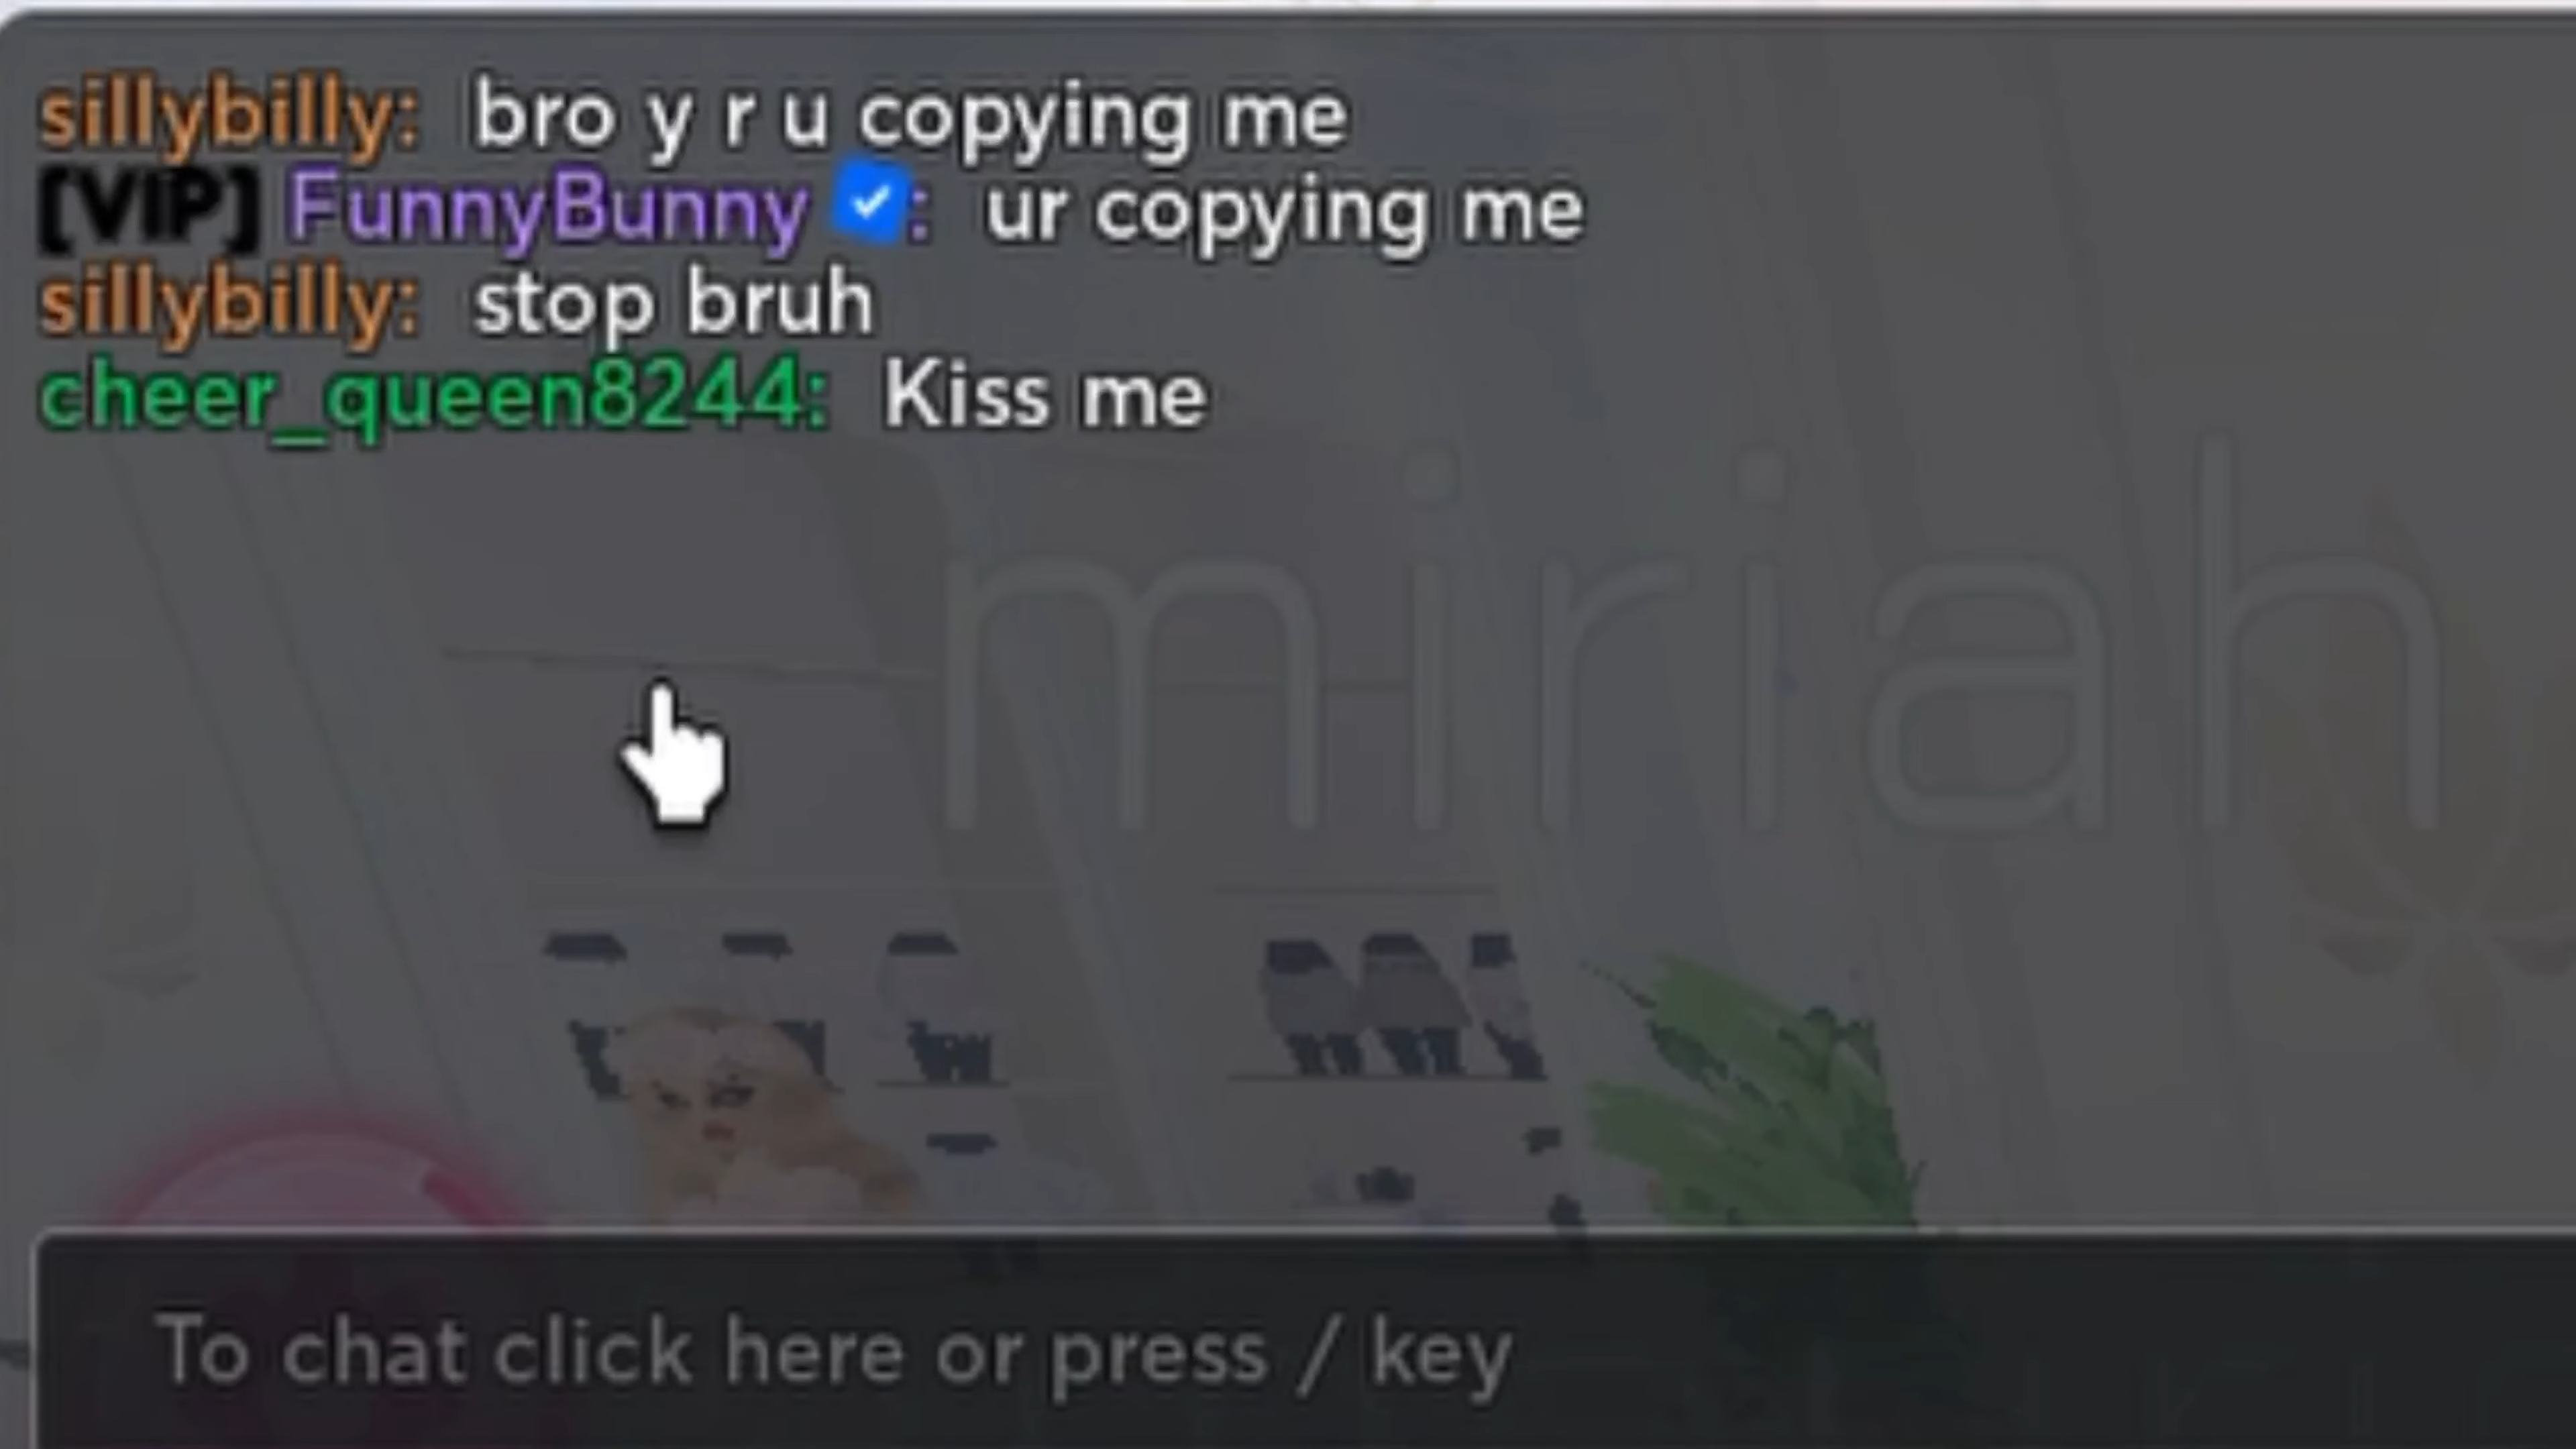 sillybilly: bro y r u copying me
[VIP] FunnyBunny ✓: ur copying me
sillybilly: stop bruh
cheer_queen8244: Kiss me
miriah
To chat click here or press / key